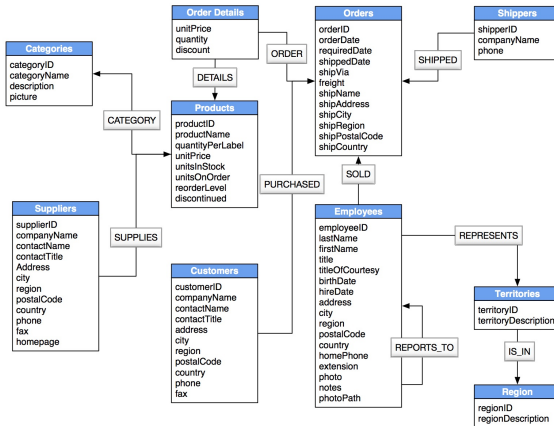 Order Details
unitPrice
quantity
discount
Orders
orderID
orderDate
requiredDate
shippedDate
shipVia
freight
shipName
shipAddress
shipCity
shipRegion
shipPostalCode
shipCountry
Shippers
shipperID
companyName
phone
Categories
categoryID
categoryName
description
picture
ORDER
SHIPPED
DETAILS
CATEGORY
Products
productID
productName
quantityPerLabel
unitPrice
unitsInStock
unitsOnOrder
reorderLevel
discontinued
PURCHASED
SOLD
Suppliers
supplierID
companyName
contactName
contactTitle
Address
city
region
postalCode
country
phone
fax
homepage
SUPPLIES
Customers
customerID
companyName
contactName
contactTitle
address
city
region
postalCode
country
phone
fax
Employees
employeeID
lastName
firstName
title
titleOfCourtesy
birthDate
hireDate
address
city
region
postalCode
country
homePhone
extension
photo
notes
photoPath
REPRESENTS
REPORTS_TO
Territories
territoryID
territoryDescription
IS_IN
Region
regionID
regionDescription